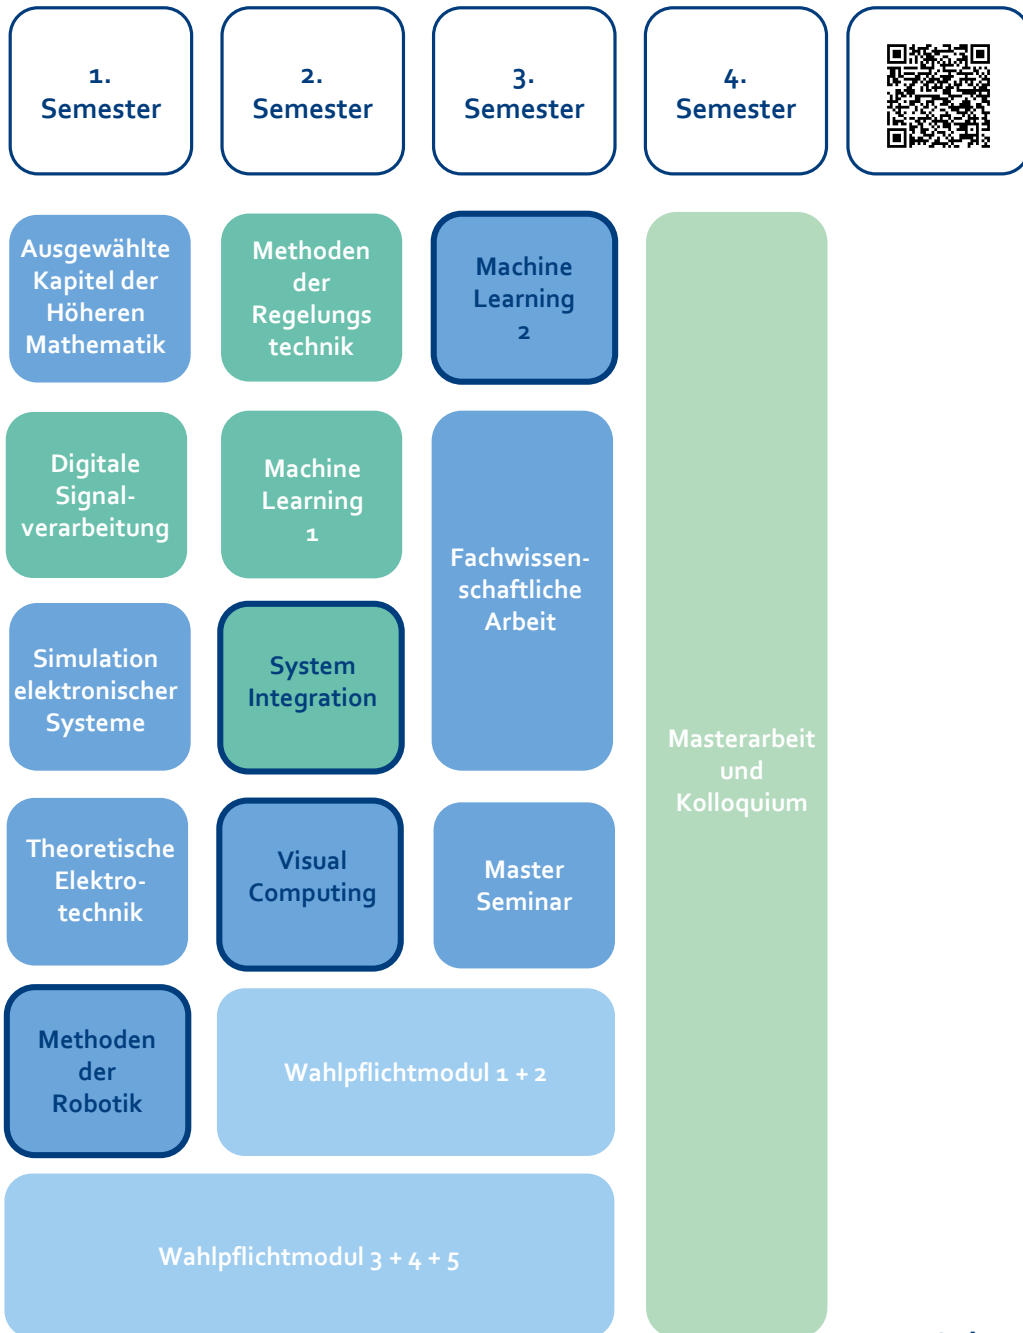 1.
Semester
2.
Semester
3.
Semester
4.
Semester
Ausgewählte
Kapitel der
Höheren
Mathematik
Methoden
der
Regelungs
technik
Machine
Learning
2
Digitale
Signal-
verarbeitung
Machine
Learning
1
Fachwissen-
schaftliche
Arbeit
Simulation
elektronischer
Systeme
System
Integration
Masterarbeit
und
Kolloquium
Theoretische
Elektro-
technik
Visual
Computing
Master
Seminar
Methoden
der
Robotik
Wahlpflichtmodul 1 + 2
Wahlpflichtmodul 3 + 4 + 5